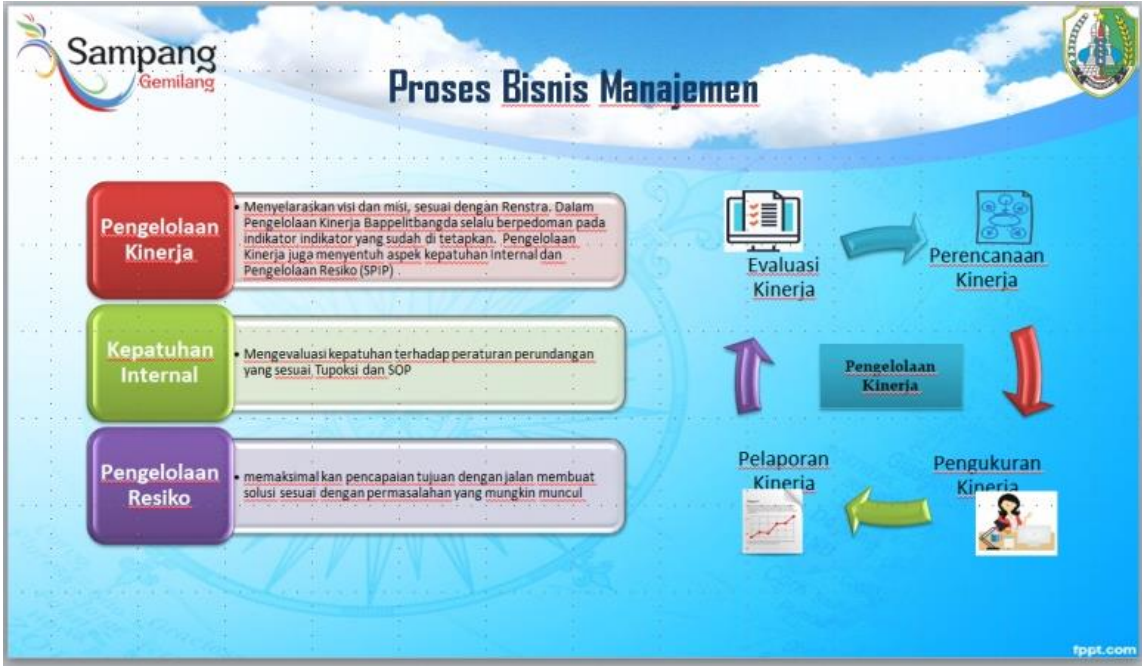 Sampang
Gemilang
Proses Bisnis Manajemen
Pengelolaan
Kinerja
• Menyelaraskan visi dan misi, sesuai dengan Renstra. Dalam
Pengelolaan Kinerja Bappelitbangda selalu berpedoman pada
indikator indikator yang sudah di tetapkan. Pengelolaan
Kinerja juga menyentuh aspek kepatuhan Internal dan
Pengelolaan Resiko (SPIP)
Kepatuhan
Internal
• Mengevaluasi kepatuhan terhadap peraturan perundangan
yang sesuai Tupoksi dan SOP
Pengelolaan
Resiko
• memaksimalkan pencapaian tujuan dengan jalan membuat
solusi sesuai dengan permasalahan yang mungkin muncul
Evaluasi
Kinerja
Perencanaan
Kinerja
Pengelolaan
Kinerja
Pelaporan
Kinerja
Pengukuran
Kinerja
fppt.com